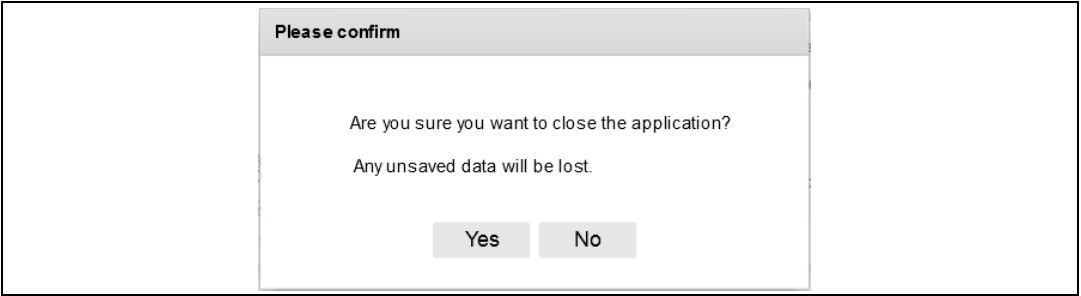 Please confirm
Are you sure you want to close the application?
Any unsaved data will be lost.
Yes No